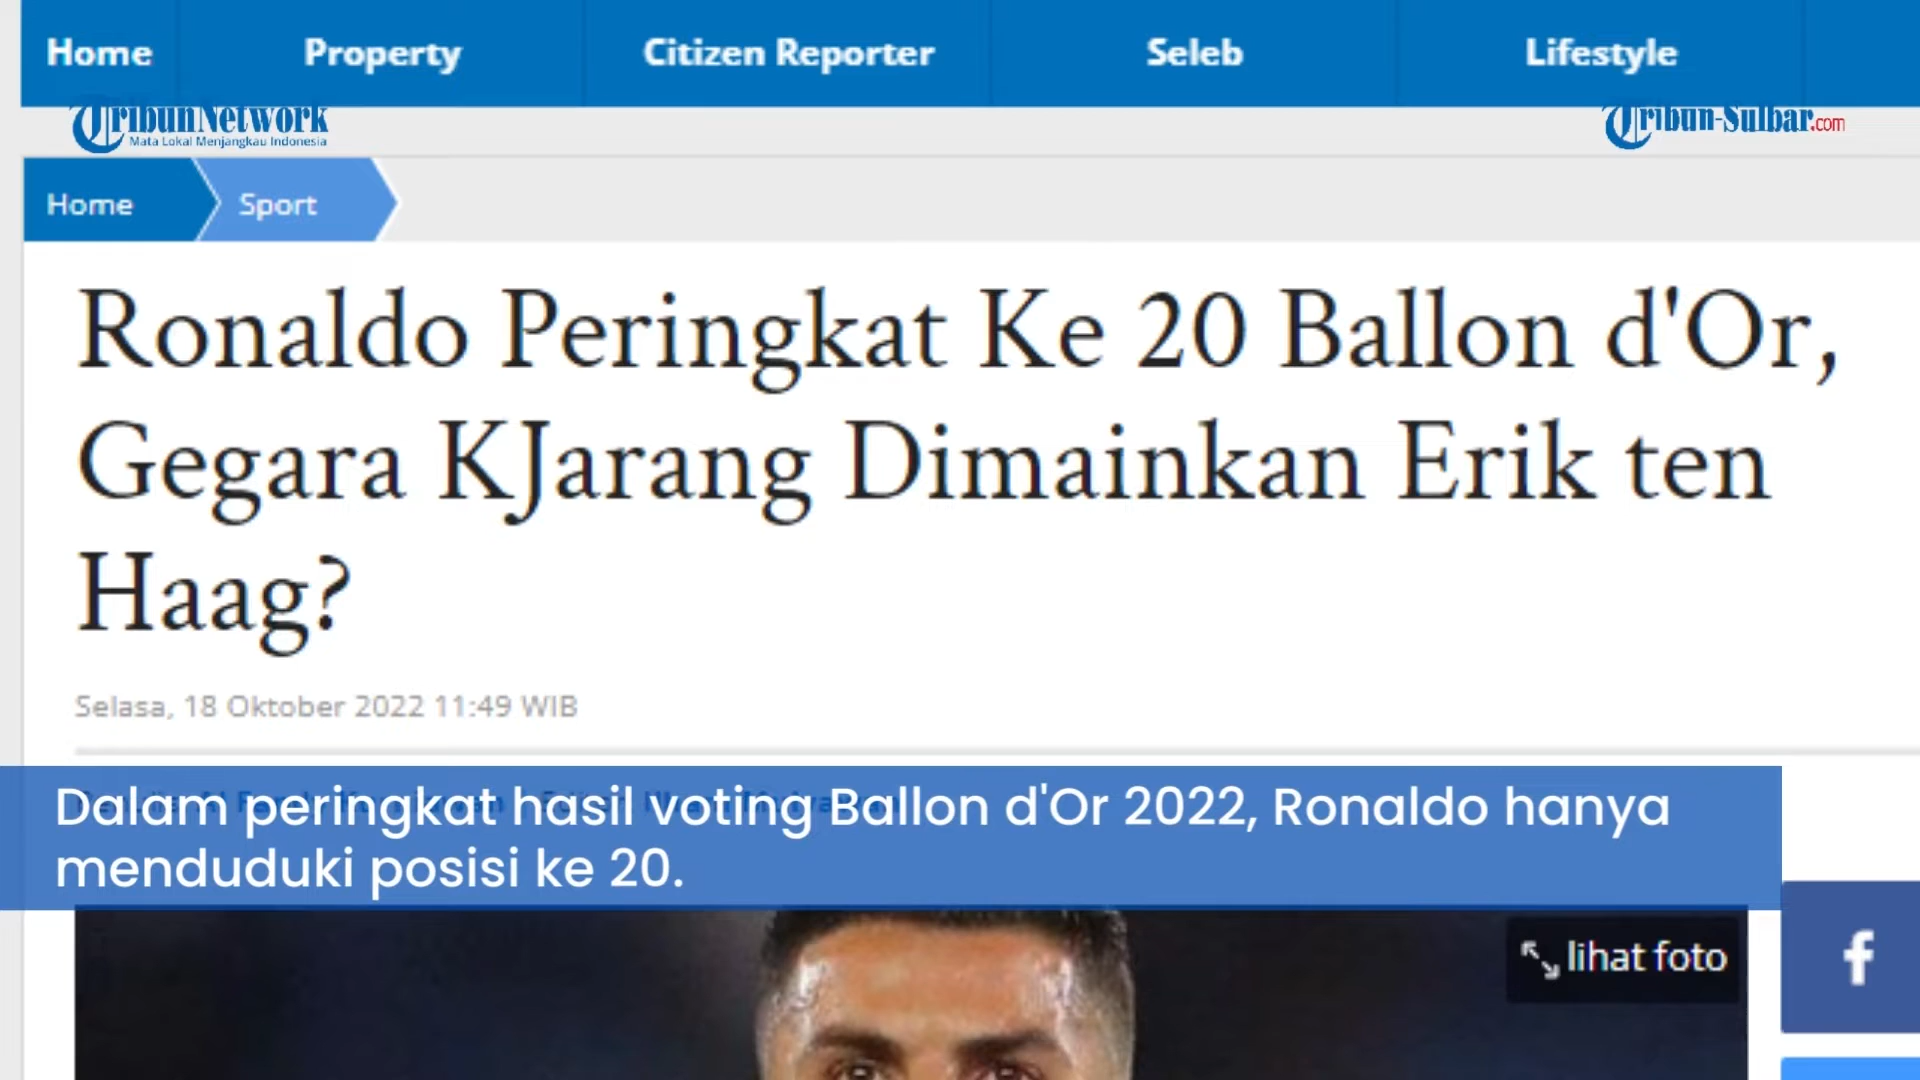 Home Property Citizen Reporter Seleb Lifestyle
TribunNetwork
Mata Lokal Menjangkau Indonesia
Tribun-Sulbar.com
Home Sport
Ronaldo Peringkat Ke 20 Ballon d'Or,
Gegara KJarang Dimainkan Erik ten
Haag?
Selasa, 18 Oktober 2022 11:49 WIB
Dalam peringkat hasil voting Ballon d'Or 2022, Ronaldo hanya
menduduki posisi ke 20.
lihat foto
f